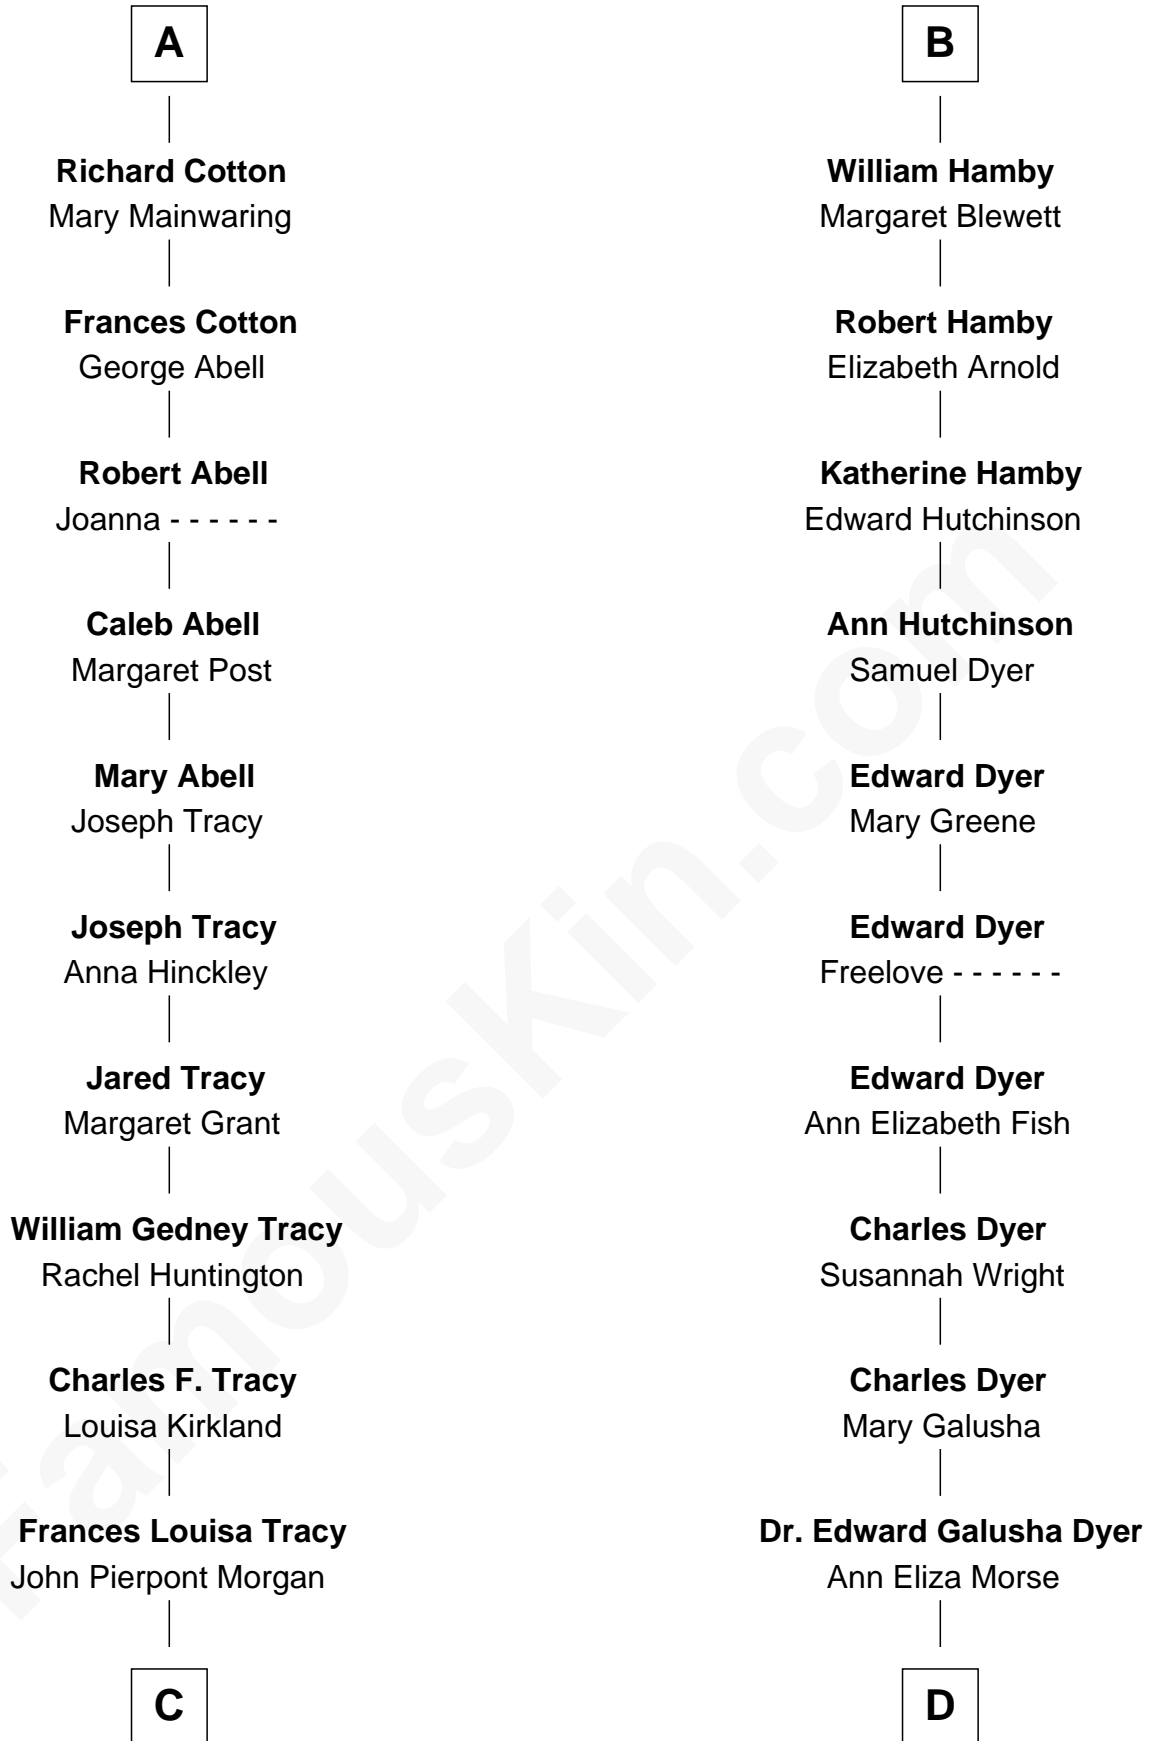 A
Richard Cotton
Mary Mainwaring
Frances Cotton
George Abell
Robert Abell
Joanna - - - - - -
Caleb Abell
Margaret Post
Mary Abell
Joseph Tracy
Joseph Tracy
Anna Hinckley
Jared Tracy
Margaret Grant
William Gedney Tracy
Rachel Huntington
Charles F. Tracy
Louisa Kirkland
Frances Louisa Tracy
John Pierpont Morgan
C
B
William Hamby
Margaret Blewett
Robert Hamby
Elizabeth Arnold
Katherine Hamby
Edward Hutchinson
Ann Hutchinson
Samuel Dyer
Edward Dyer
Mary Greene
Edward Dyer
Freelove - - - - - -
Edward Dyer
Ann Elizabeth Fish
Charles Dyer
Susannah Wright
Charles Dyer
Mary Galusha
Dr. Edward Galusha Dyer
Ann Eliza Morse
D
FamousKin.com